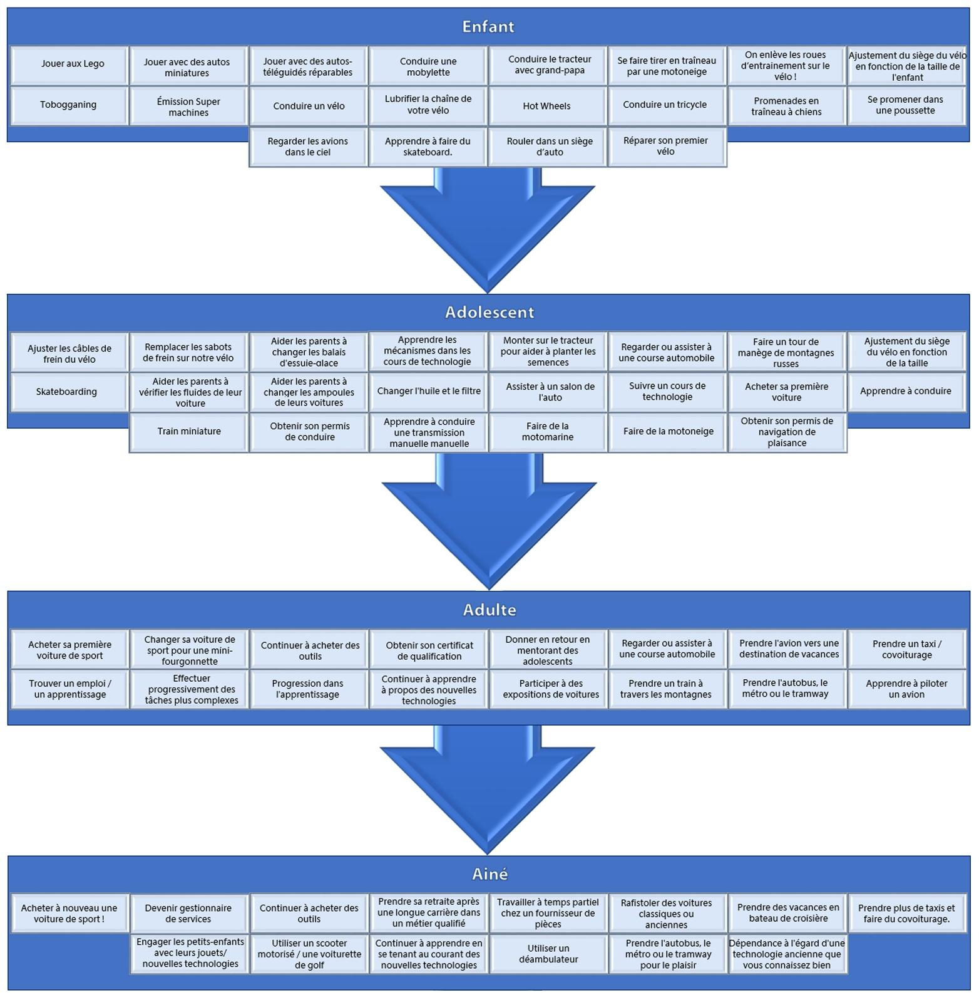 Enfant
Jouer aux Lego
Jouer avec des autos
miniatures
Jouer avec des autos-
téléguidés réparables
Conduire une
mobylette
Conduire le tracteur
avec grand-papa
Se faire tirer en traîneau
par une motoneige
On enlève les roues
d’entrainement sur le
vélo !
Ajustement du siège du vélo
en fonction de la taille de
l'enfant
Tobogganing
Émission Super
machines
Conduire un vélo
Lubrifier la chaîne de
votre vélo
Hot Wheels
Conduire un tricycle
Promenades en
traîneau à chiens
Se promener dans
une poussette
Regarder les avions
dans le ciel
Apprendre à faire du
skateboard.
Rouler dans un siège
d’auto
Réparer son premier
vélo
Adolescent
Ajuster les câbles de
frein du vélo
Remplacer les sabots
de frein sur notre vélo
Aider les parents à
changer les balais
d'essuie-glace
Apprendre les
mécanismes dans les
cours de technologie
Monter sur le tracteur
pour aider à planter les
semences
Regarder ou assister à
une course automobile
Faire un tour de
manège de montagnes
russes
Ajustement du siège
du vélo en fonction
de la taille
Skateboarding
Aider les parents à
vérifier les fluides de leur
voiture
Aider les parents à
changer les ampoules
de leurs voitures
Changer l'huile et le filtre
Assister à un salon de
l'auto
Suivre un cours de
technologie
Acheter sa première
voiture
Apprendre à conduire
Train miniature
Obtenir son permis
de conduire
Apprendre à conduire
une transmission
manuelle manuelle
Faire de la
motomarine
Faire de la motoneige
Obtenir son permis de
navigation de
plaisance
Adulte
Acheter sa première
voiture de sport
Changer sa voiture de
sport pour une mini-
fourgonnette
Continuer à acheter des
outils
Obtenir son certificat
de qualification
Donner en retour en
mentorant des
adolescents
Regarder ou assister à
une course automobile
Prendre l'avion vers une
destination de vacances
Prendre un taxi /
covoiturage
Trouver un emploi /
un apprentissage
Effectuer
progressivement des
tâches plus complexes
Progression dans
l'apprentissage
Continuer à apprendre
à propos des nouvelles
technologies
Participer à des
expositions de voitures
Prendre un train à
travers les montagnes
Prendre l'autobus, le
métro ou le tramway
Apprendre à piloter
un avion
Ainé
Acheter à nouveau une
voiture de sport !
Devenir gestionnaire
de services
Continuer à acheter des
outils
Prendre sa retraite après
une longue carrière dans
un métier qualifié
Travailler à temps partiel
chez un fournisseur de
pièces
Rafistoler des voitures
classiques ou
anciennes
Prendre des vacances en
bateau de croisière
Prendre plus de taxis et
faire du covoiturage.
Engager les petits-enfants
avec leurs jouets/
nouvelles technologies
Utiliser un scooter
motorisé / une voiturette
de golf
Continuer à apprendre en
se tenant au courant des
nouvelles technologies
Utiliser un
déambulateur
Prendre l'autobus, le
métro ou le tramway
pour le plaisir
Dépendance à l'égard d'une
technologie ancienne que
vous connaissez bien